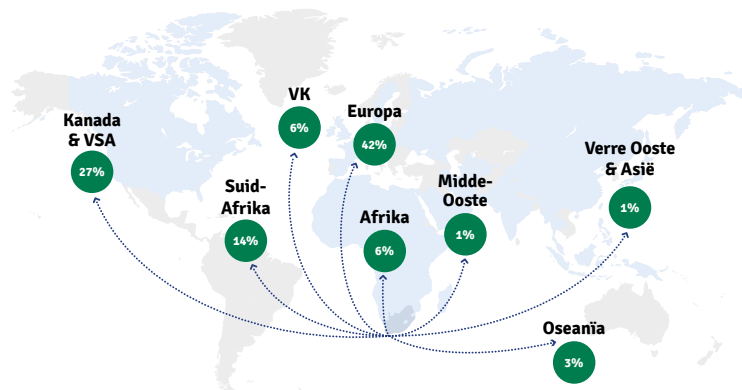 Kanada
& VSA
27%
VK
6%
Europa
42%
Suid-
Afrika
14%
Afrika
6%
Midde-
Ooste
1%
Verre Ooste
& Asië
1%
Oseanïa
3%